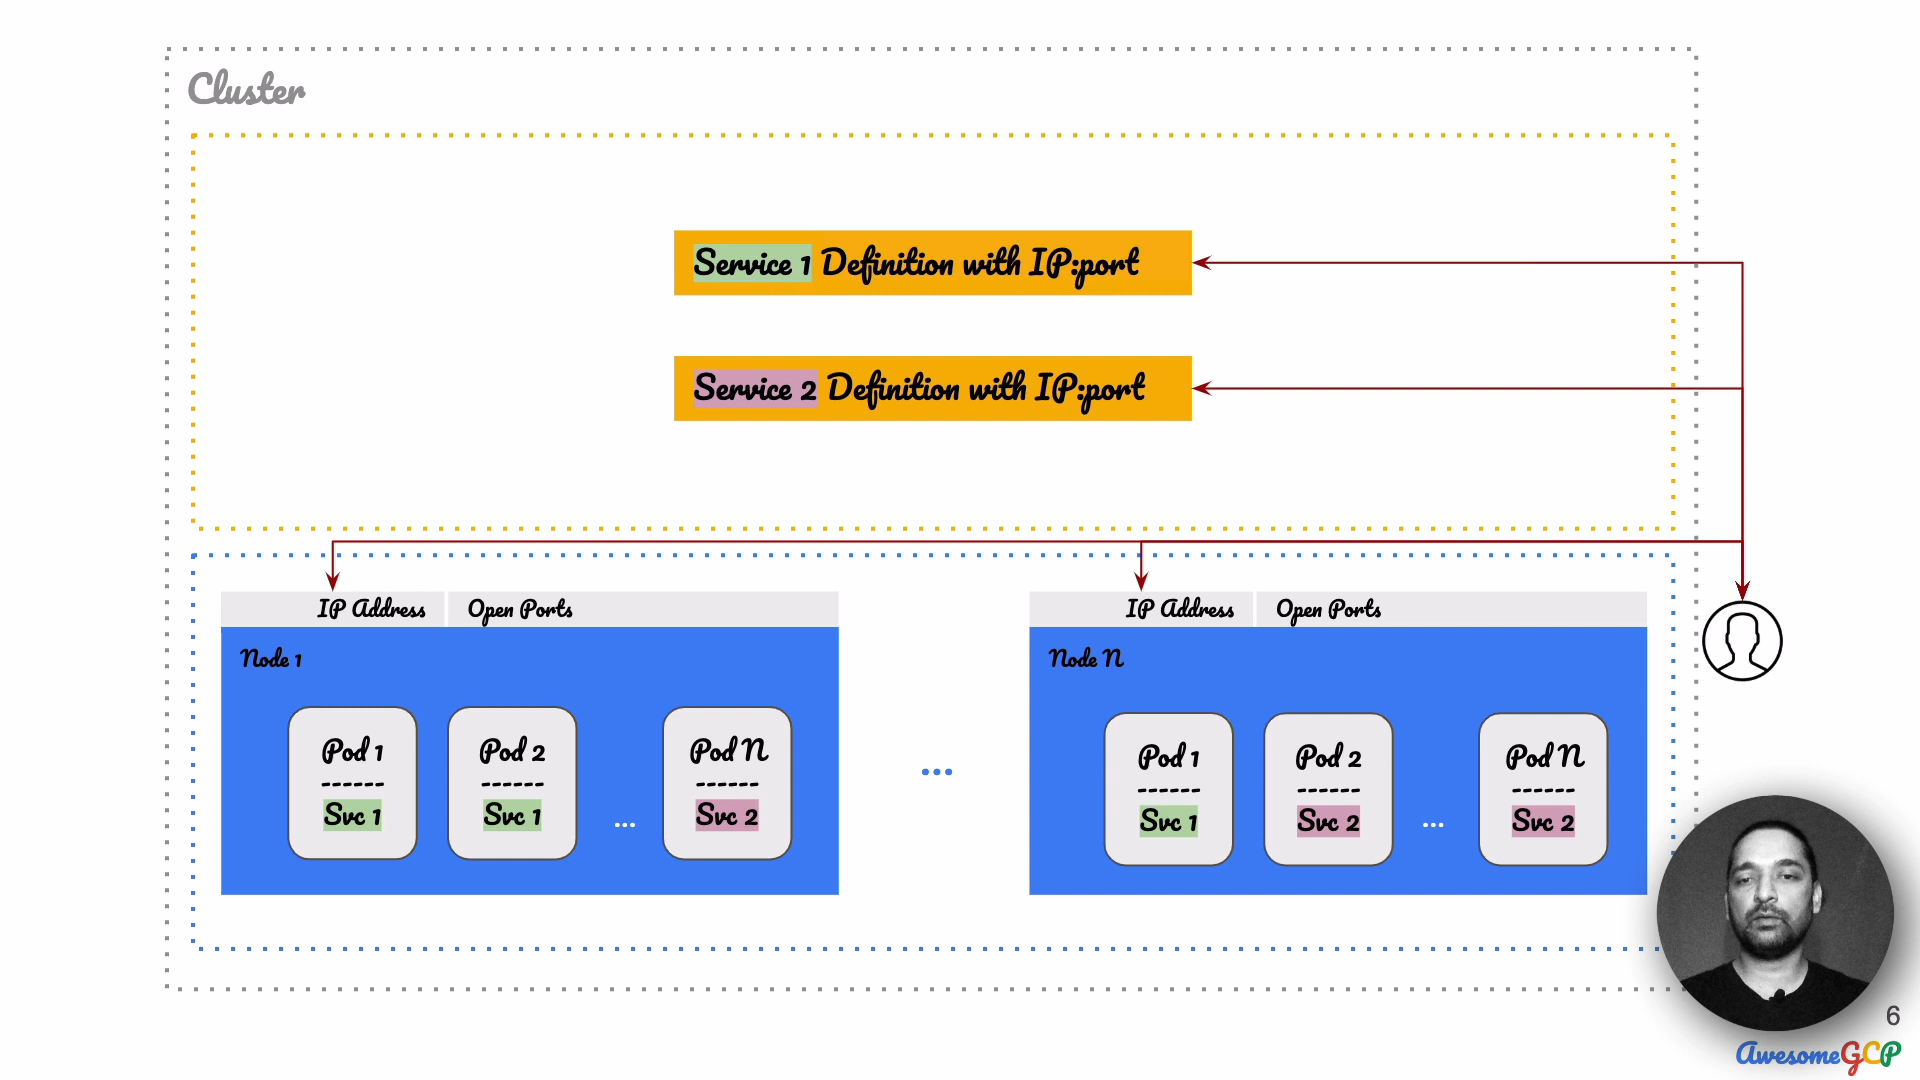 Cluster
Service 1 Definition with IP:port
Service 2 Definition with IP:port
IP Address Open Ports
Node 1
Pod 1
------
Svc 1
Pod 2
------
Svc 1
...
Pod N
------
Svc 2
...
IP Address Open Ports
Node N
Pod 1
------
Svc 1
Pod 2
------
Svc 2
...
Pod N
------
Svc 2
6
AwesomeGCP